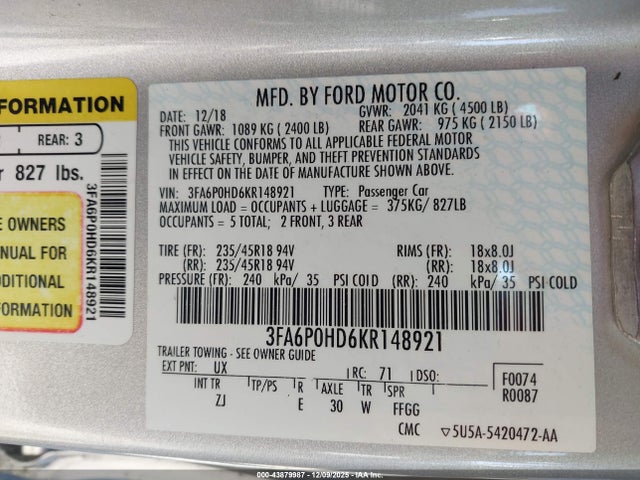 FORMATION
REAR: 3
827 lbs.
E OWNERS
ANUAL FOR
ADDITIONAL
FORMATION
3FA6P0HD6KR148921
MFD. BY FORD MOTOR CO.
DATE: 12/18 GVWR: 2041 KG ( 4500 LB)
FRONT GAWR: 1089 KG ( 2400 LB) REAR GAWR: 975 KG ( 2150 LB)
THIS VEHICLE CONFORMS TO ALL APPLICABLE FEDERAL MOTOR
VEHICLE SAFETY, BUMPER, AND THEFT PREVENTION STANDARDS
IN EFFECT ON THE DATE OF MANUFACTURE SHOWN ABOVE.
VIN: 3FA6P0HD6KR148921 TYPE: Passenger Car
MAXIMUM LOAD = OCCUPANTS + LUGGAGE = 375KG/ 827LB
OCCUPANTS = 5 TOTAL; 2 FRONT, 3 REAR
TIRE (FR): 235/45R18 94V RIMS (FR): 18x8.0J
(RR): 235/45R18 94V (RR): 18x8.0J
PRESSURE (FR): 240 kPa/ 35 PSI COLD (RR): 240 kPa/ 35 PSI COLD
3FA6P0HD6KR148921
TRAILER TOWING - SEE OWNER GUIDE
EXT PNT: UX RC: 71 DSO:
INT TR TP/PS R AXLE TR SPR
ZJ E 30 W FFGG
F0074
R0087
CMC ▽5U5A-5420472-AA
000-43879987 - 12/09/2025 - IAAI.COM